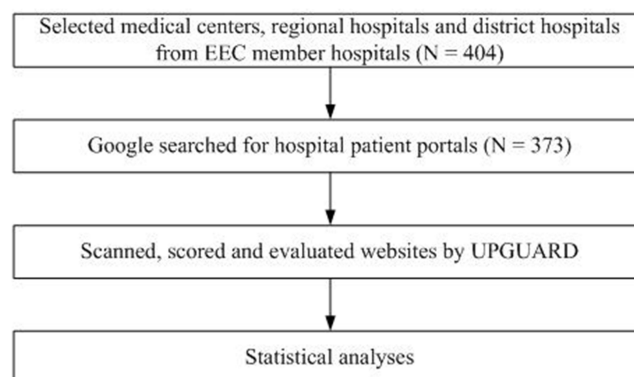 Selected medical centers, regional hospitals and district hospitals
from EEC member hospitals (N = 404)
Google searched for hospital patient portals (N = 373)
Scanned, scored and evaluated websites by UPGUARD
Statistical analyses